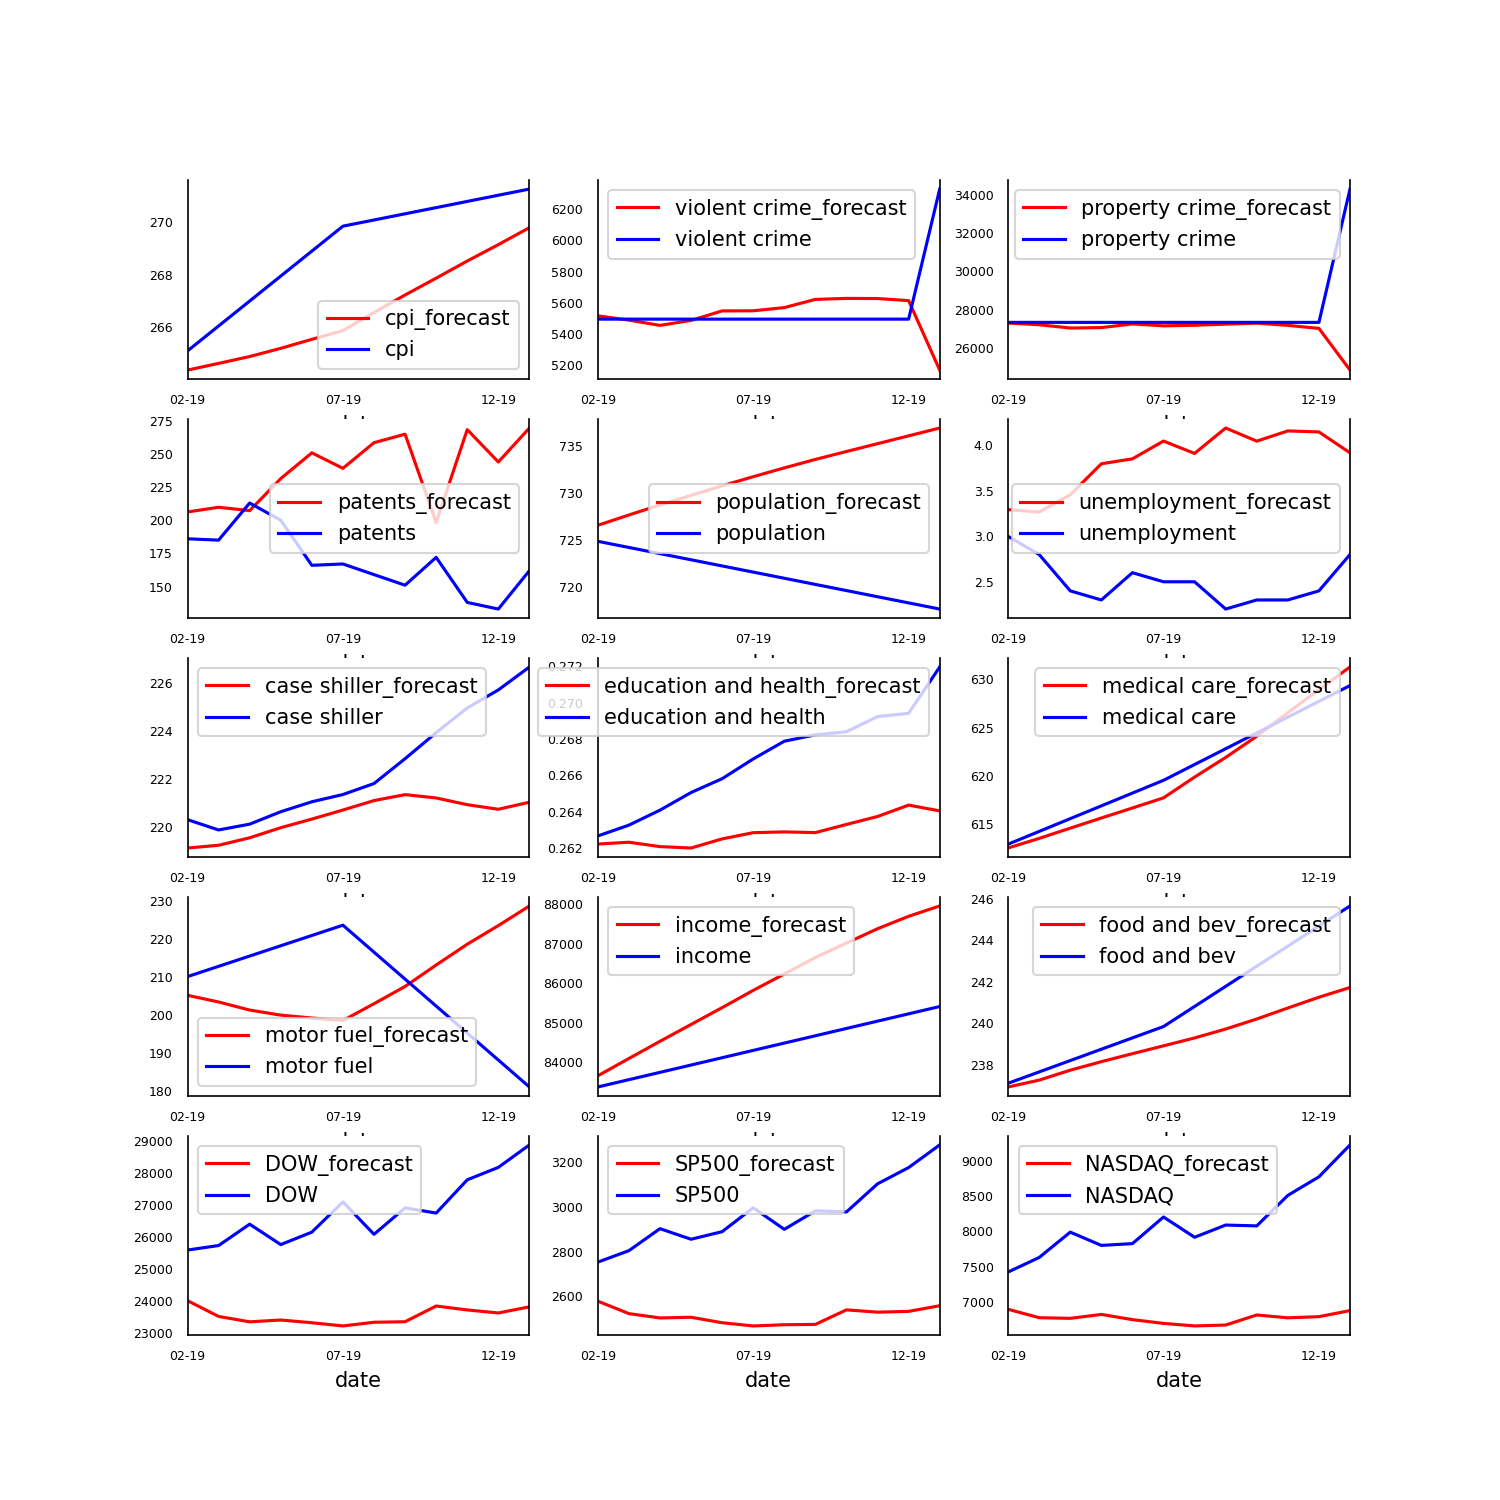 270
268
266
cpi_forecast
cpi
02-19 07-19 12-19
6200
6000
5800
5600
5400
5200
violent crime_forecast
violent crime
02-19 07-19 12-19
34000
32000
30000
28000
26000
property crime_forecast
property crime
02-19 07-19 12-19
275
250
225
200
175
150
patents_forecast
patents
02-19 07-19 12-19
735
730
725
720
population_forecast
population
02-19 07-19 12-19
4.0
3.5
3.0
2.5
unemployment_forecast
unemployment
02-19 07-19 12-19
226
224
222
220
case shiller_forecast
case shiller
02-19 07-19 12-19
0.272
0.270
0.268
0.266
0.264
0.262
education and health_forecast
education and health
02-19 07-19 12-19
630
625
620
615
medical care_forecast
medical care
02-19 07-19 12-19
230
220
210
200
190
180
motor fuel_forecast
motor fuel
02-19 07-19 12-19
88000
87000
86000
85000
84000
income_forecast
income
02-19 07-19 12-19
246
244
242
240
238
food and bev_forecast
food and bev
02-19 07-19 12-19
29000
28000
27000
26000
25000
24000
23000
DOW_forecast
DOW
02-19 07-19 12-19
date
3200
3000
2800
2600
SP500_forecast
SP500
02-19 07-19 12-19
date
9000
8500
8000
7500
7000
NASDAQ_forecast
NASDAQ
02-19 07-19 12-19
date